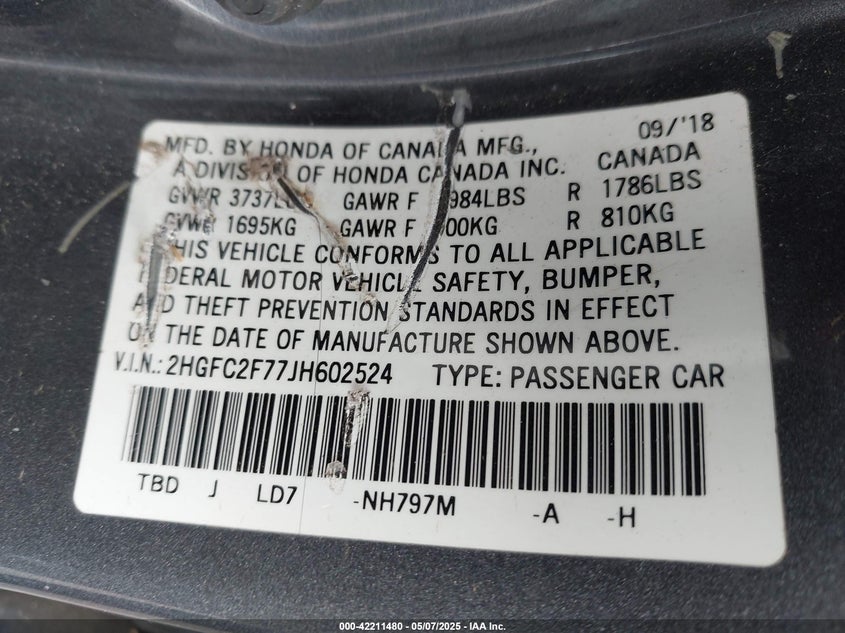 09/'18
MFD. BY HONDA OF CANADA MFG.,
A DIVISION OF HONDA CANADA INC. CANADA
GVWR 3737LBS GAWR F 984LBS R 1786LBS
GVWR 1695KG GAWR F 00KG R 810KG
THIS VEHICLE CONFORMS TO ALL APPLICABLE
FEDERAL MOTOR VEHICLE SAFETY, BUMPER,
AND THEFT PREVENTION STANDARDS IN EFFECT
ON THE DATE OF MANUFACTURE SHOWN ABOVE.
V.I.N.: 2HGFC2F77JH602524 TYPE: PASSENGER CAR
TBD J LD7 -NH797M -A -H
000-42211480 - 05/07/2025 - IAA Inc.